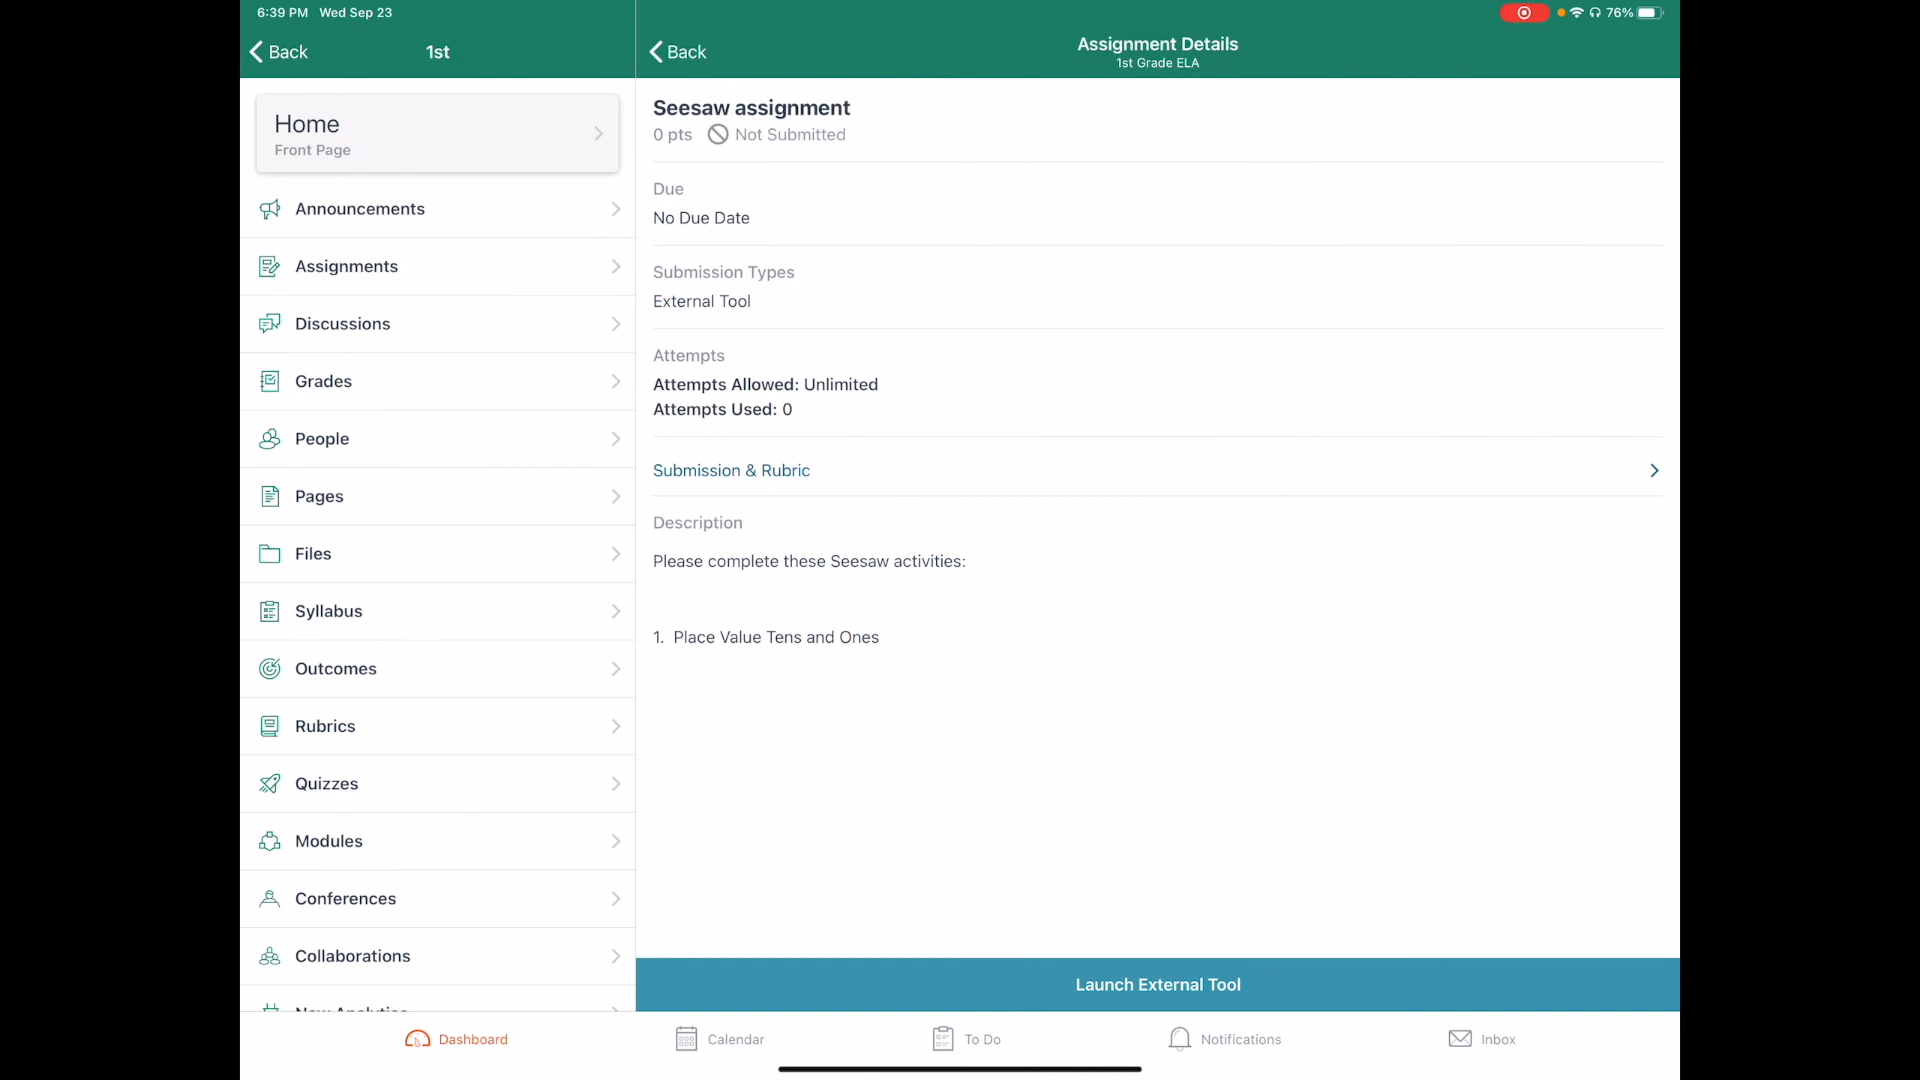 6:39 PM Wed Sep 23
76%
Back
1st
Back
Assignment Details
1st Grade ELA
Home
Front Page
Announcements
Assignments
Discussions
Grades
People
Pages
Files
Syllabus
Outcomes
Rubrics
Quizzes
Modules
Conferences
Collaborations
New Analytics
Seesaw assignment
0 pts Not Submitted
Due
No Due Date
Submission Types
External Tool
Attempts
Attempts Allowed: Unlimited
Attempts Used: 0
Submission & Rubric
Description
Please complete these Seesaw activities:
1. Place Value Tens and Ones
Launch External Tool
Dashboard
Calendar
To Do
Notifications
Inbox